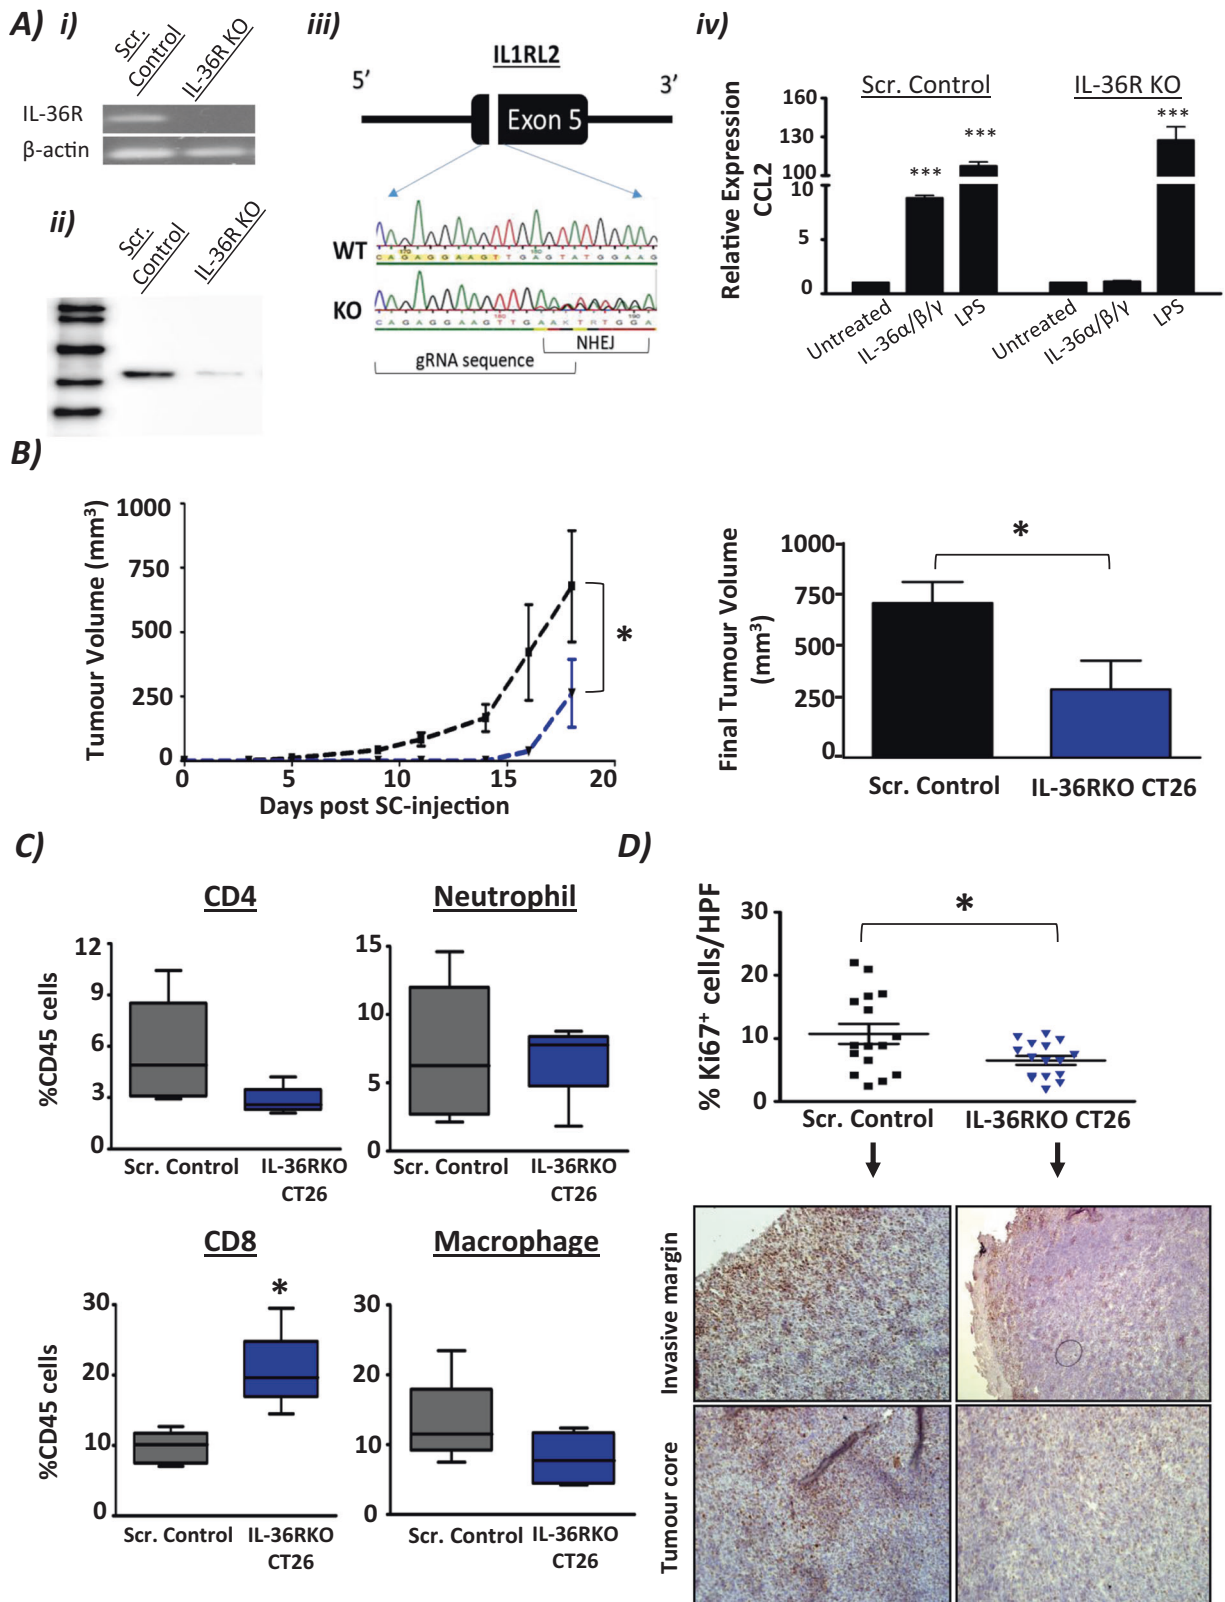 A) i)
Scr. Control
IL-36R KO
IL-36R
β-actin
ii)
Scr. Control
IL-36R KO
iii)
IL1RL2
5'
3'
Exon 5
WT
CAGAGGAAGTTGAGTATGGAAG
KO
gRNA sequence
NHEJ
iv)
Scr. Control
IL-36R KO
Relative Expression
CCL2
160
130
100
10
5
0
***
***
***
Untreated
IL-36α/β/γ
LPS
Untreated
IL-36α/β/γ
LPS
B)
Tumour Volume (mm³)
1000
750
500
250
0
0
5
10
15
20
*
Days post SC-injection
Final Tumour Volume
(mm³)
1000
750
500
250
0
*
Scr. Control
IL-36RKO CT26
C)
CD4
%CD45 cells
12
9
6
3
0
Scr. Control
IL-36RKO
CT26
Neutrophil
15
10
5
0
Scr. Control
IL-36RKO
CT26
CD8
%CD45 cells
30
20
10
0
*
Scr. Control
IL-36RKO
CT26
Macrophage
30
20
10
0
Scr. Control
IL-36RKO
CT26
D)
% Ki67⁺ cells/HPF
30
20
10
0
*
Scr. Control
IL-36RKO CT26
Invasive margin
Tumour core